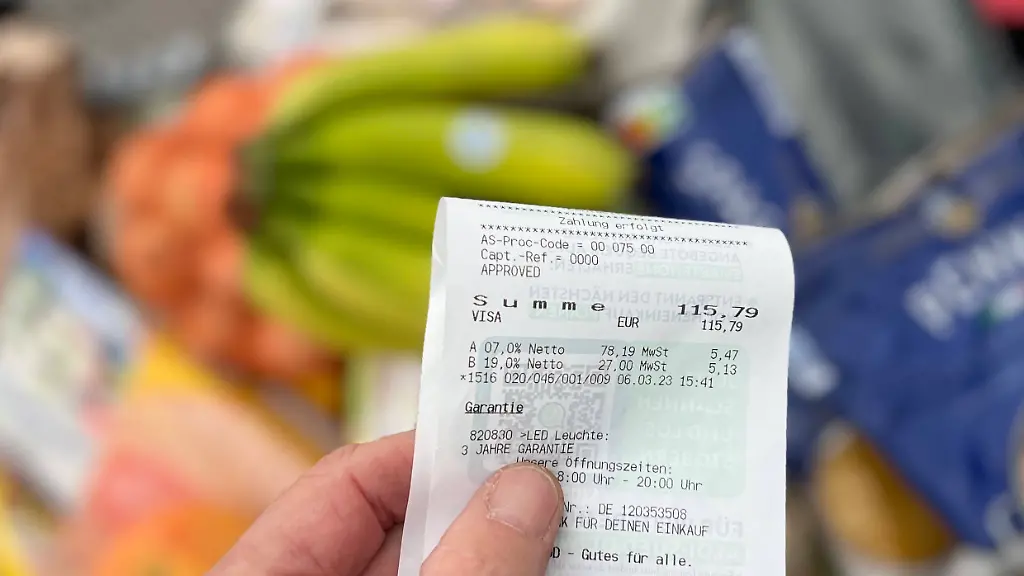 Zahlung erfolgt
AS-Proc-Code = 00 075 00
Capt.-Ref.= 0000
APPROVED
Summe 115,79
VISA EUR 115,79
A 07,0% Netto 78,19 MwSt 5,47
B 19,0% Netto 27,00 MwSt 5,13
*1516 020/046/001/009 06.03.23 15:41
Garantie
820830 >LED Leuchte:
3 JAHRE GARANTIE
Unsere Öffnungszeiten:
8:00 Uhr - 20:00 Uhr
Nr.: DE 120353508
FÜR DEINEN EINKAUF
- Gutes für alle.